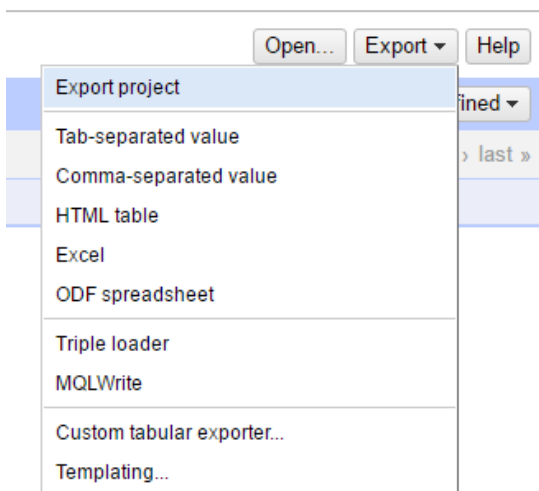 Open... Export Help
Export project
fined
Tab-separated value
› last »
Comma-separated value
HTML table
Excel
ODF spreadsheet
Triple loader
MQLWrite
Custom tabular exporter...
Templating...